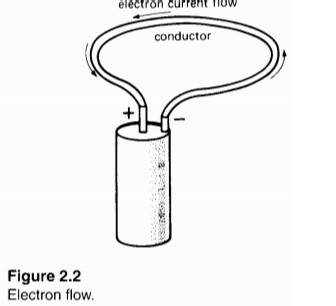 electron current flow
conductor
+ −
Figure 2.2
Electron flow.